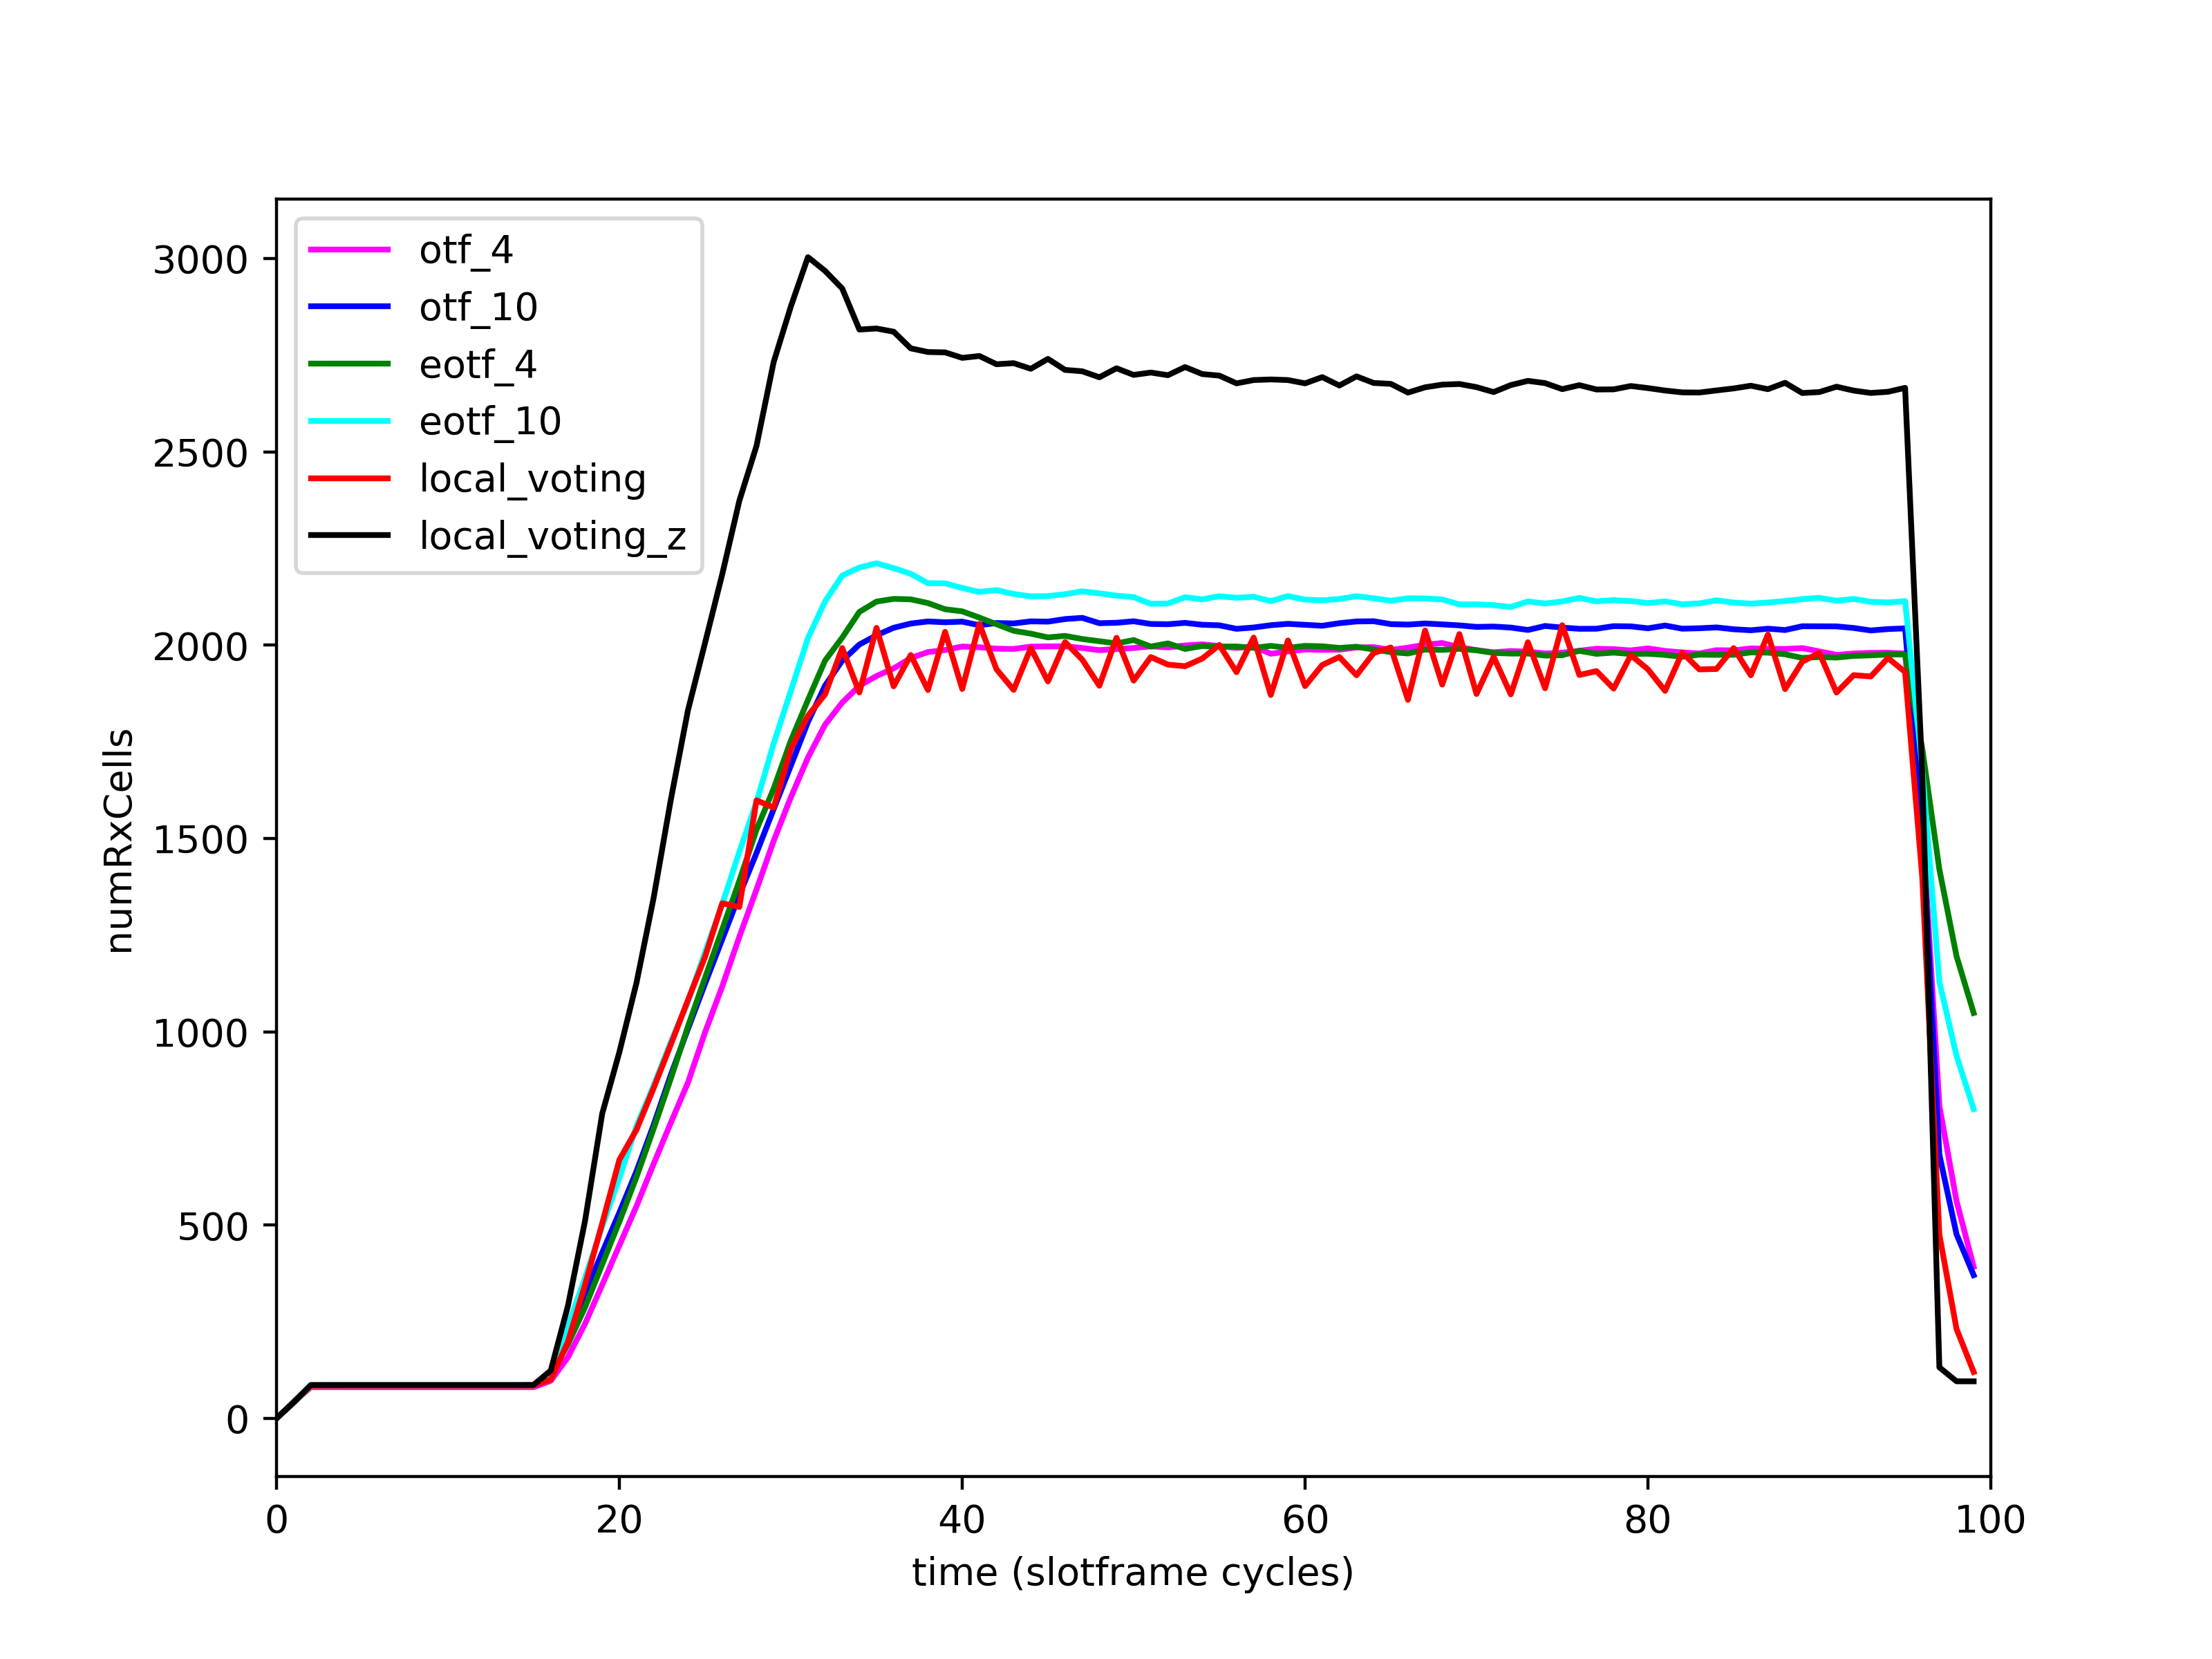 3000
2500
2000
1500
1000
500
0
numRxCells
otf_4
otf_10
eotf_4
eotf_10
local_voting
local_voting_z
0 20 40 60 80 100
time (slotframe cycles)